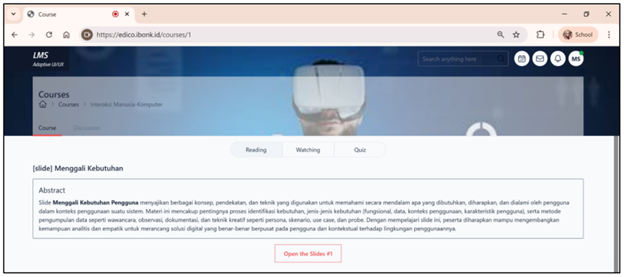 Course
https://edico.ibonk.id/courses/1
School
LMS
Adaptive UI/UX
Search anything here
MS
Courses
Courses > Interaksi Manusia-Komputer
Course Discussion
Reading Watching Quiz
[slide] Menggali Kebutuhan
Abstract
Slide Menggali Kebutuhan Pengguna menyajikan berbagai konsep, pendekatan, dan teknik yang digunakan untuk memahami secara mendalam apa yang dibutuhkan, diharapkan, dan dialami oleh pengguna
dalam konteks penggunaan suatu sistem. Materi ini mencakup pentingnya proses identifikasi kebutuhan, jenis-jenis kebutuhan (fungsional, data, konteks penggunaan, karakteristik pengguna), serta metode
pengumpulan data seperti wawancara, observasi, dokumentasi, dan teknik kreatif seperti persona, skenario, use case, dan probe. Dengan mempelajari slide ini, peserta diharapkan mampu mengembangkan
kemampuan analitis dan empatik untuk merancang solusi digital yang benar-benar berpusat pada pengguna dan kontekstual terhadap lingkungan penggunaannya.
Open the Slides #1